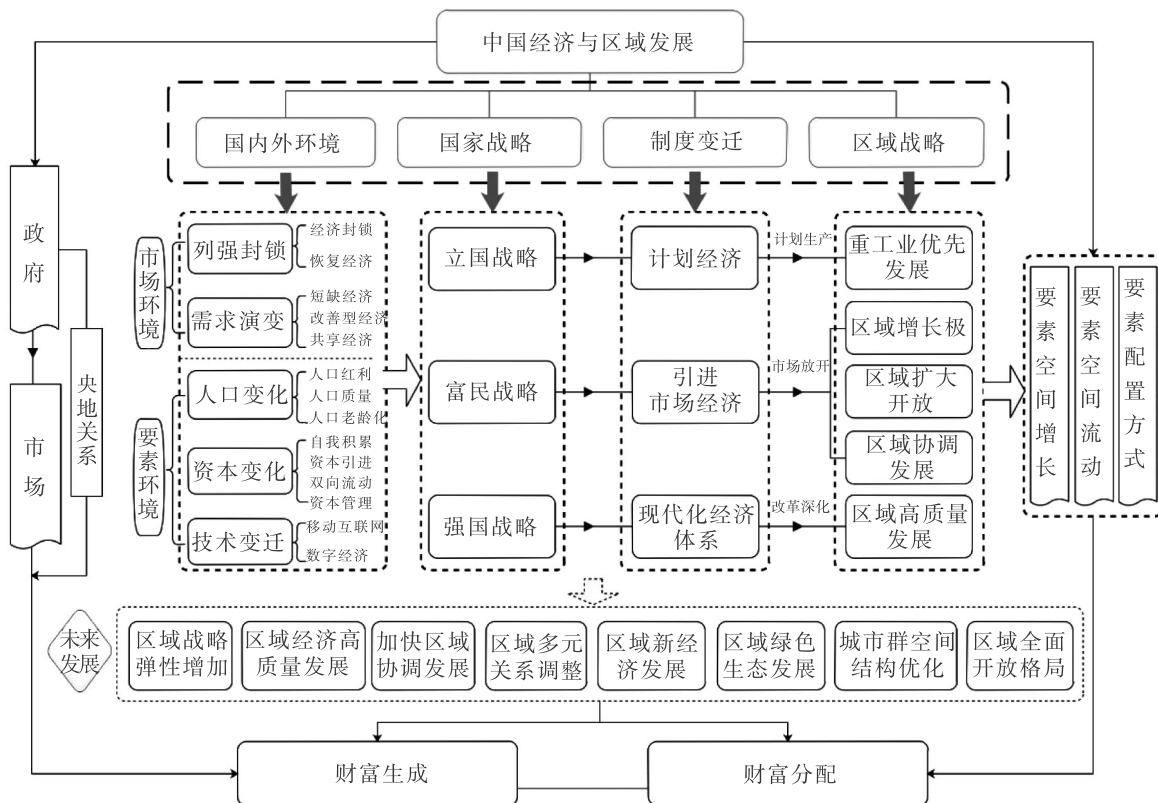 中国经济与区域发展
国内外环境
国家战略
制度变迁
区域战略
政府
市场
央地关系
市场环境
列强封锁
经济封锁
恢复经济
需求演变
短缺经济
改善型经济
共享经济
要素环境
人口变化
人口红利
人口质量
人口老龄化
资本变化
自我积累
资本引进
双向流动
资本管理
技术变迁
移动互联网
数字经济
立国战略
富民战略
强国战略
计划经济
引进
市场经济
现代化经济
体系
计划生产
市场放开
改革深化
重工业优先
发展
区域增长极
区域扩大
开放
区域协调
发展
区域高质量
发展
要素空间增长
要素空间流动
要素配置方式
未来
发展
区域战略
弹性增加
区域经济高
质量发展
加快区域
协调发展
区域多元
关系调整
区域新经
济发展
区域绿色
生态发展
城市群空间
结构优化
区域全面
开放格局
财富生成
财富分配